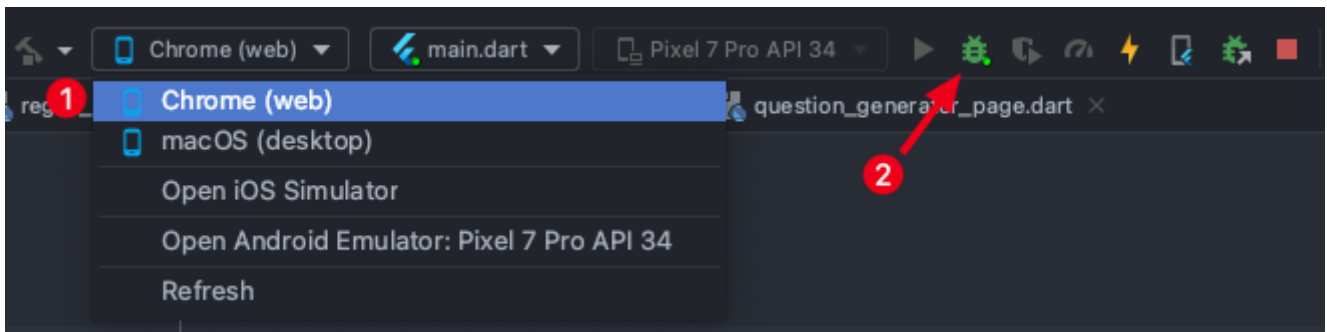 Chrome (web) main.dart Pixel 7 Pro API 34
1 Chrome (web)
question_generator_page.dart
macOS (desktop)
2
Open iOS Simulator
Open Android Emulator: Pixel 7 Pro API 34
Refresh